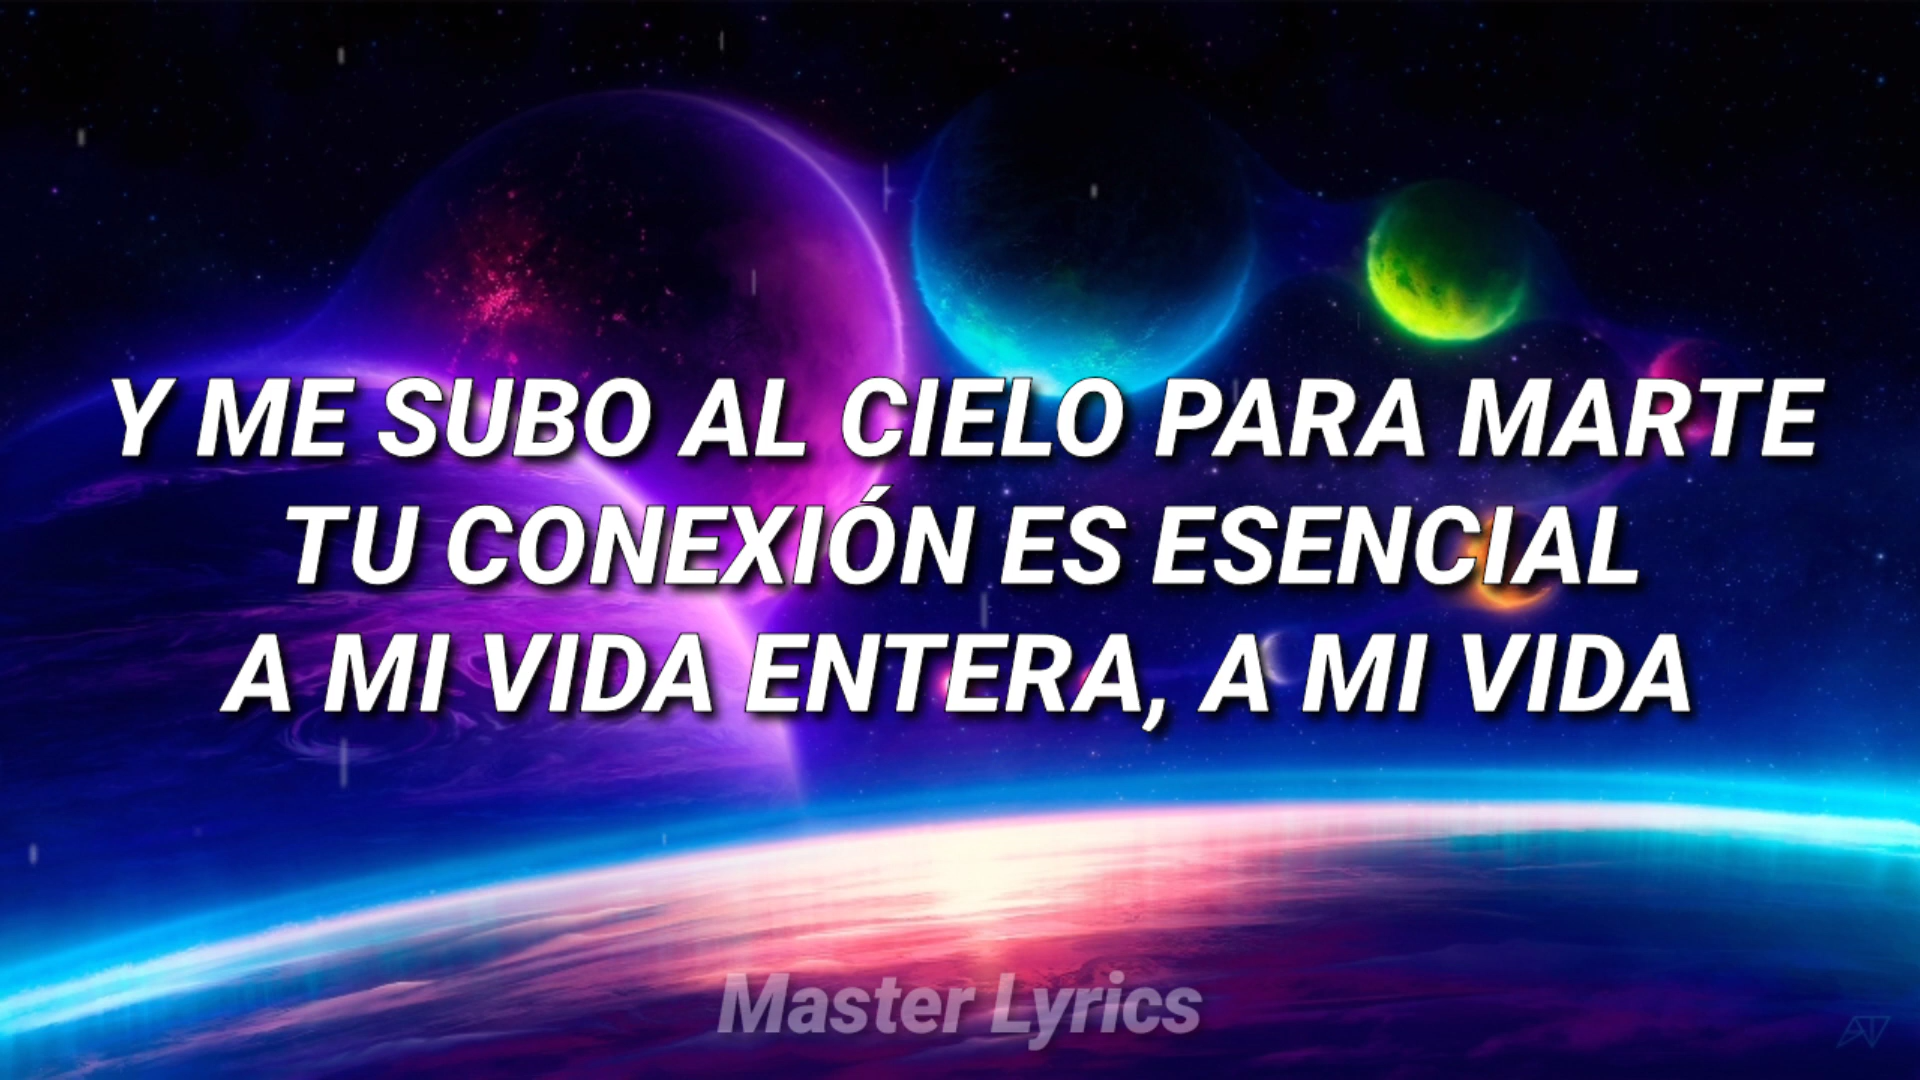 Y ME SUBO AL CIELO PARA MARTE
TU CONEXIÓN ES ESENCIAL
A MI VIDA ENTERA, A MI VIDA
Master Lyrics